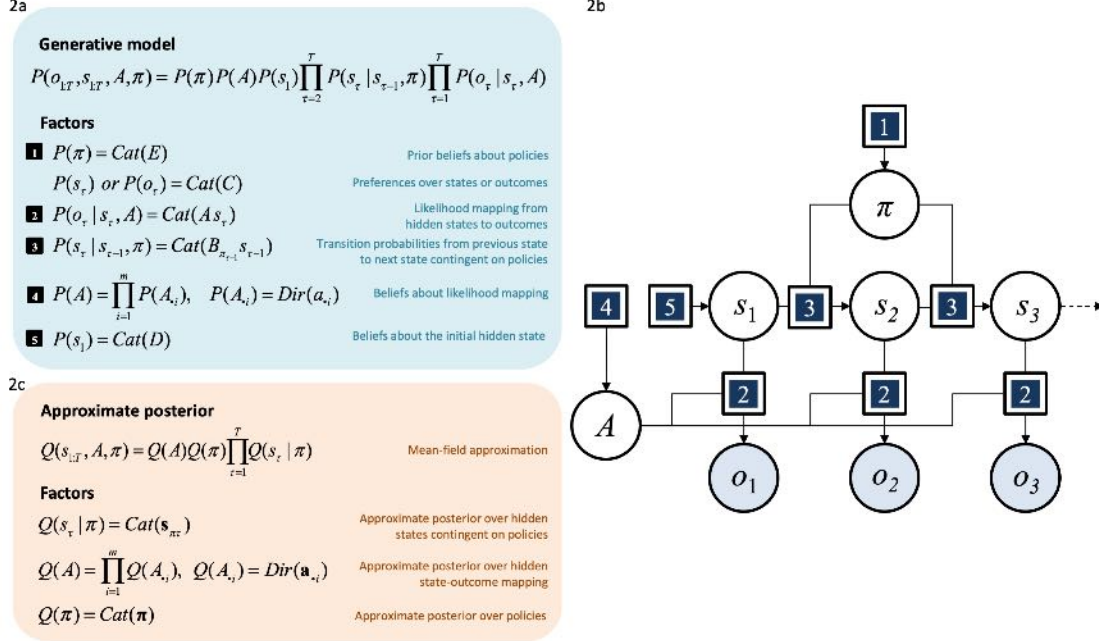 2a
Generative model
P(o_{1:T}, s_{1:T}, A, π) = P(π)P(A)P(s_1)∏_{τ=2}^{T} P(s_τ | s_{τ−1}, π)∏_{τ=1}^{T} P(o_τ | s_τ, A)
Factors
1 P(π) = Cat(E) Prior beliefs about policies
P(s_τ) or P(o_τ) = Cat(C) Preferences over states or outcomes
2 P(o_τ | s_τ, A) = Cat(As_τ) Likelihood mapping from
hidden states to outcomes
3 P(s_τ | s_{τ−1}, π) = Cat(B_{π_{τ−1}} s_{τ−1}) Transition probabilities from previous state
to next state contingent on policies
4 P(A) = ∏_{i=1}^{m} P(A_{•i}), P(A_{•i}) = Dir(a_{•i}) Beliefs about likelihood mapping
5 P(s_1) = Cat(D) Beliefs about the initial hidden state
2c
Approximate posterior
Q(s_{1:T}, A, π) = Q(A)Q(π)∏_{τ=1}^{T} Q(s_τ | π) Mean-field approximation
Factors
Q(s_τ | π) = Cat(s_{πτ}) Approximate posterior over hidden
states contingent on policies
Q(A) = ∏_{i=1}^{m} Q(A_{•i}), Q(A_{•i}) = Dir(a_{•i}) Approximate posterior over hidden
state-outcome mapping
Q(π) = Cat(π) Approximate posterior over policies
2b
1
π
4 5 s_1 3 s_2 3 s_3
2 2 2
A
o_1 o_2 o_3